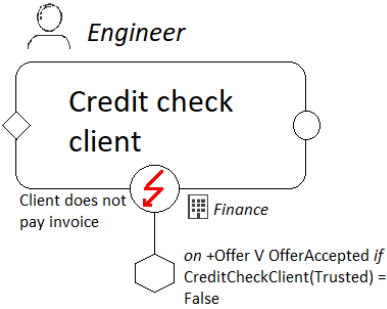 Engineer
Credit check
client
Client does not
pay invoice
Finance
on +Offer V OfferAccepted if
CreditCheckClient(Trusted) =
False